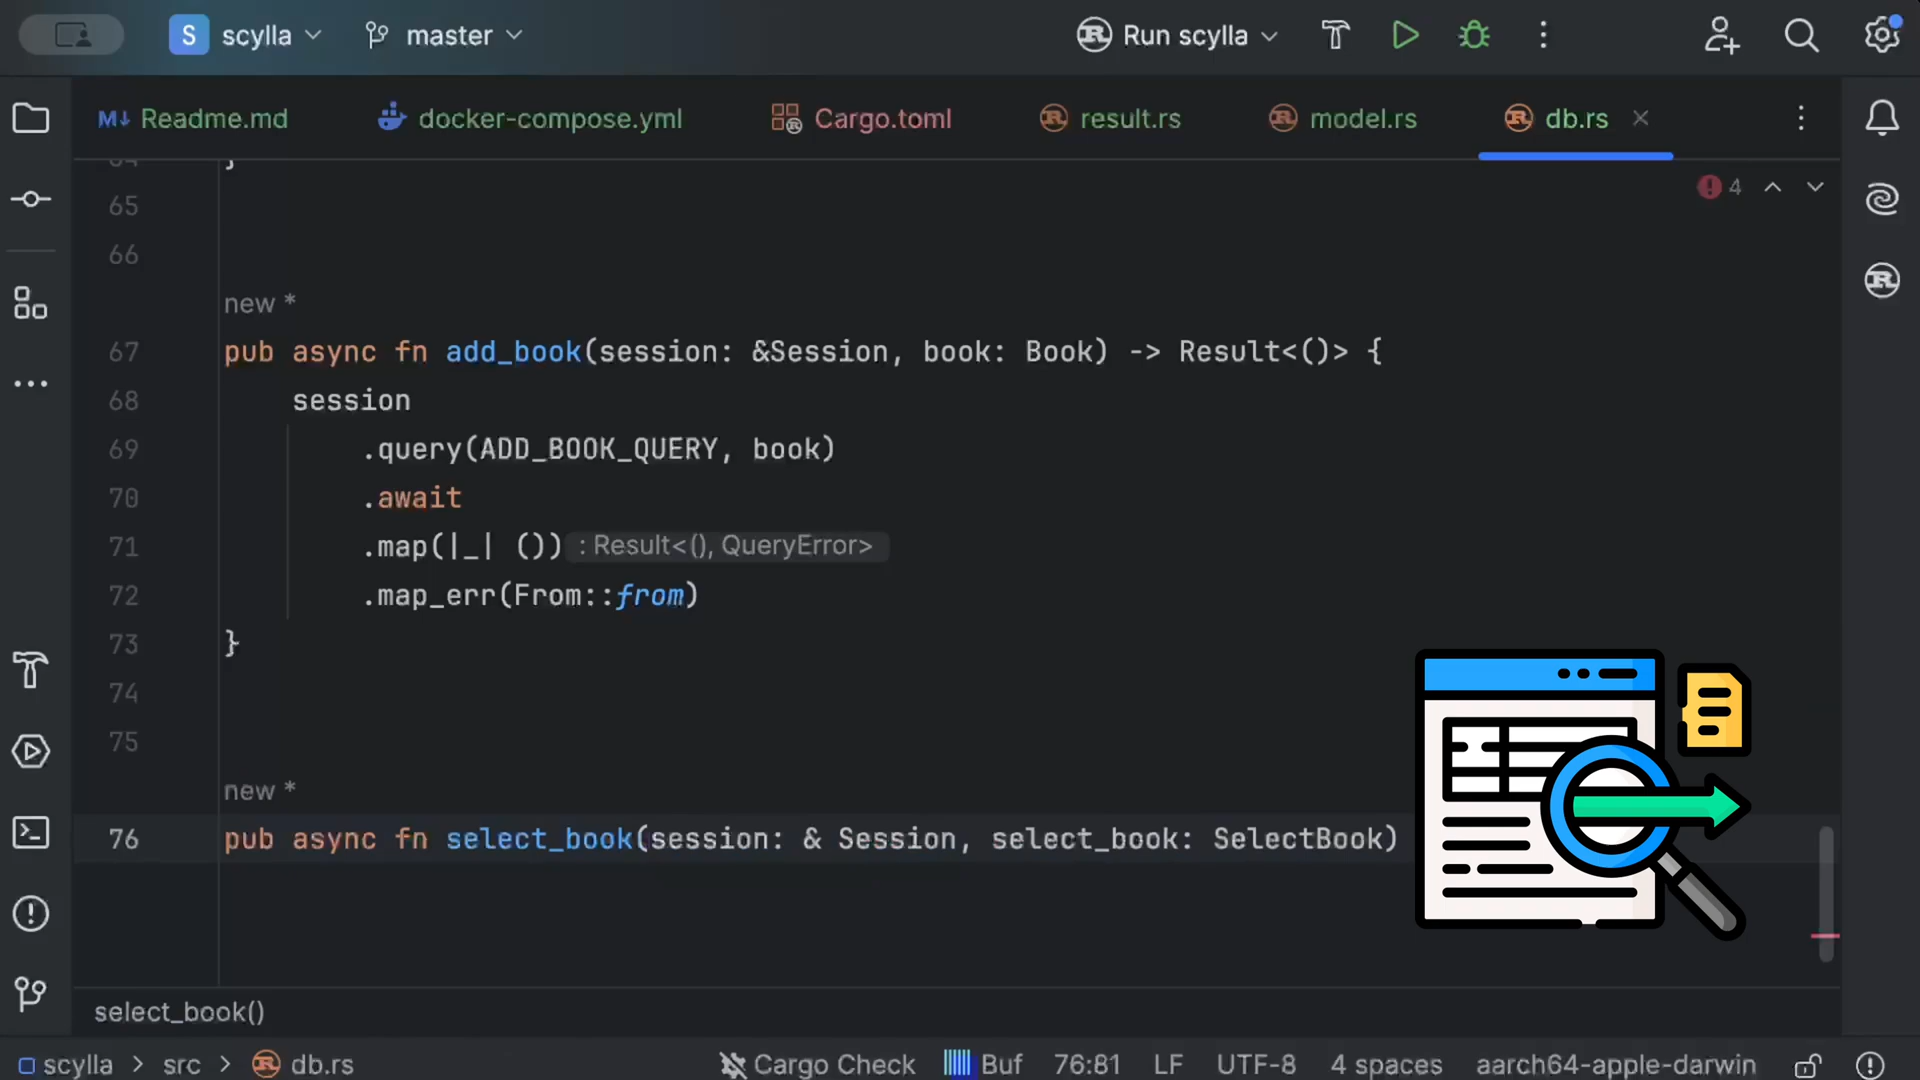 S scylla master Run scylla
M↓ Readme.md docker-compose.yml Cargo.toml result.rs model.rs db.rs
64 }
4
65
66
new *
67 pub async fn add_book(session: &Session, book: Book) -> Result<()> {
68 session
69 .query(ADD_BOOK_QUERY, book)
70 .await
71 .map(|_| ()) : Result<(), QueryError>
72 .map_err(From::from)
73 }
74
75
new *
76 pub async fn select_book(session: & Session, select_book: SelectBook)
select_book()
scylla > src > db.rs Cargo Check Buf 76:81 LF UTF-8 4 spaces aarch64-apple-darwin